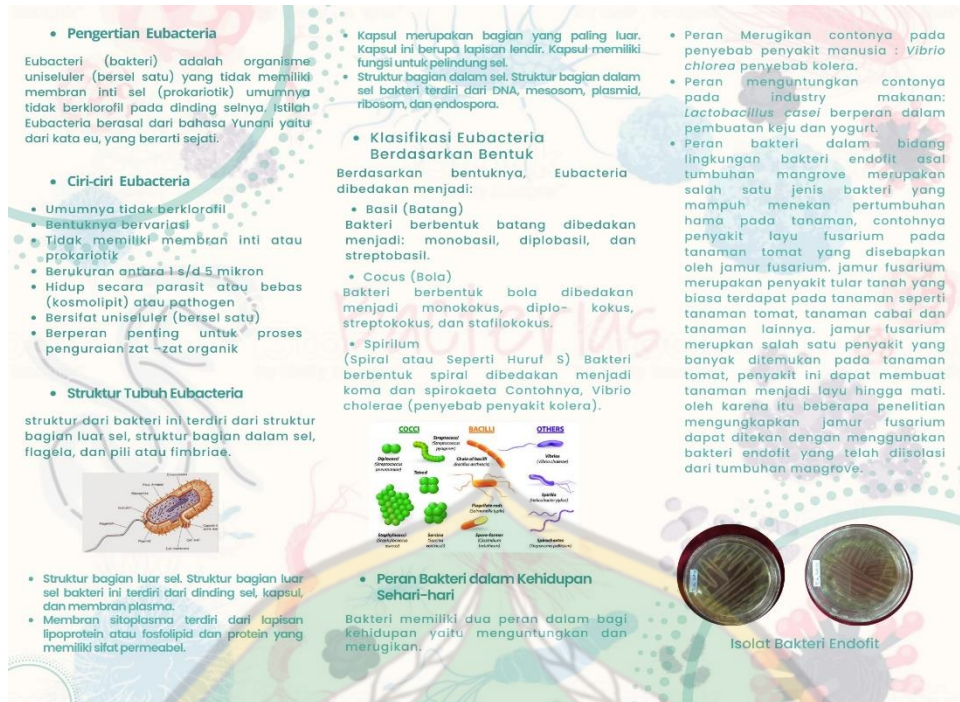 • Pengertian Eubacteria
Eubacteri (bakteri) adalah organisme
uniseluler (bersel satu) yang tidak memiliki
membran inti sel (prokariotik) umumnya
tidak berklorofil pada dinding selnya. Istilah
Eubacteria berasal dari bahasa Yunani yaitu
dari kata eu, yang berarti sejati.
• Ciri-ciri Eubacteria
• Umumnya tidak berklorofil
• Bentuknya bervariasi
• Tidak memiliki membran inti atau
prokariotik
• Berukuran antara 1 s/d 5 mikron
• Hidup secara parasit atau bebas
(kosmolipit) atau pathogen
• Bersifat uniseluler (bersel satu)
• Berperan penting untuk proses
penguraian zat –zat organik
• Struktur Tubuh Eubacteria
struktur dari bakteri ini terdiri dari struktur
bagian luar sel, struktur bagian dalam sel,
flagela, dan pili atau fimbriae.
• Struktur bagian luar sel. Struktur bagian luar
sel bakteri ini terdiri dari dinding sel, kapsul,
dan membran plasma.
• Membran sitoplasma terdiri dari lapisan
lipoprotein atau fosfolipid dan protein yang
memiliki sifat permeabel.
• Kapsul merupakan bagian yang paling luar.
Kapsul ini berupa lapisan lendir. Kapsul memiliki
fungsi untuk pelindung sel.
• Struktur bagian dalam sel. Struktur bagian dalam
sel bakteri terdiri dari DNA, mesosom, plasmid,
ribosom, dan endospora.
• Klasifikasi Eubacteria
Berdasarkan Bentuk
Berdasarkan bentuknya, Eubacteria
dibedakan menjadi:
• Basil (Batang)
Bakteri berbentuk batang dibedakan
menjadi: monobasil, diplobasil, dan
streptobasil.
• Cocus (Bola)
Bakteri berbentuk bola dibedakan
menjadi monokokus, diplo- kokus,
streptokokus, dan stafilokokus.
• Spirilum
(Spiral atau Seperti Huruf S) Bakteri
berbentuk spiral dibedakan menjadi
koma dan spirokaeta Contohnya, Vibrio
cholerae (penyebab penyakit kolera).
COCCI BACILLI OTHERS
• Peran Bakteri dalam Kehidupan
Sehari-hari
Bakteri memiliki dua peran dalam bagi
kehidupan yaitu menguntungkan dan
merugikan.
• Peran Merugikan contonya pada
penyebab penyakit manusia : Vibrio
chlorea penyebab kolera.
• Peran menguntungkan contonya
pada industry makanan:
Lactobacillus casei berperan dalam
pembuatan keju dan yogurt.
• Peran bakteri dalam bidang
lingkungan bakteri endofit asal
tumbuhan mangrove merupakan
salah satu jenis bakteri yang
mampu menekan pertumbuhan
hama pada tanaman, contohnya
penyakit layu fusarium pada
tanaman tomat yang disebapkan
oleh jamur fusarium. jamur fusarium
merupakan penyakit tular tanah yang
biasa terdapat pada tanaman seperti
tanaman tomat, tanaman cabai dan
tanaman lainnya. jamur fusarium
merupkan salah satu penyakit yang
banyak ditemukan pada tanaman
tomat, penyakit ini dapat membuat
tanaman menjadi layu hingga mati.
oleh karena itu beberapa penelitian
mengungkapkan jamur fusarium
dapat ditekan dengan menggunakan
bakteri endofit yang telah diisolasi
dari tumbuhan mangrove.
Isolat Bakteri Endofit